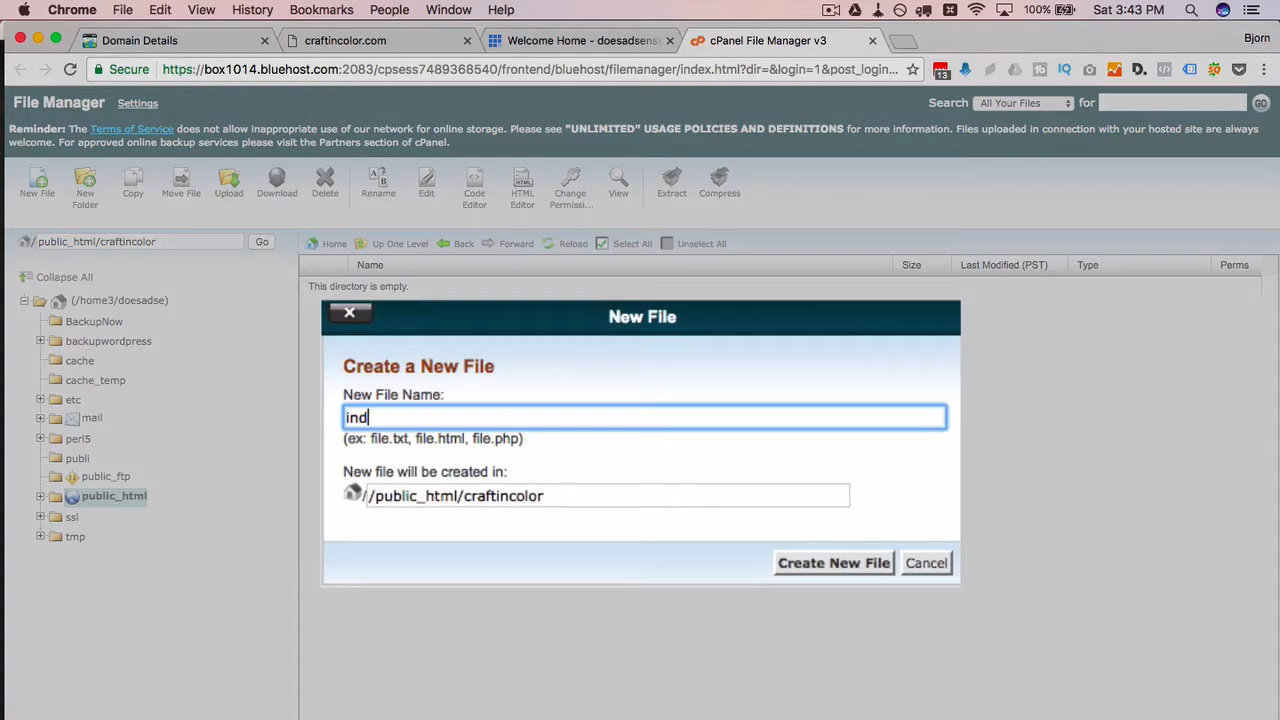 Chrome File Edit View History Bookmarks People Window Help 100% Sat 3:43 PM
Domain Details craftincolor.com Welcome Home - doesadsens cPanel File Manager v3 Bjorn
Secure https://box1014.bluehost.com:2083/cpsess7489368540/frontend/bluehost/filemanager/index.html?dir=&login=1&post_login... 13 D.
File Manager Settings Search All Your Files for GO
Reminder: The Terms of Service does not allow inappropriate use of our network for online storage. Please see "UNLIMITED" USAGE POLICIES AND DEFINITIONS for more information. Files uploaded in connection with your hosted site are always
welcome. For approved online backup services please visit the Partners section of cPanel.
New File New Folder Copy Move File Upload Download Delete Rename Edit Code Editor HTML Editor Change Permissi... View Extract Compress
/ public_html/craftincolor Go Home Up One Level Back Forward Reload Select All Unselect All
Name Size Last Modified (PST) Type Perms
Collapse All
This directory is empty.
(/home3/doesadse)
BackupNow
backupwordpress
cache
cache_temp
etc
mail
perl5
publi
public_ftp
public_html
ssl
tmp
New File
Create a New File
New File Name:
ind
(ex: file.txt, file.html, file.php)
New file will be created in:
/ /public_html/craftincolor
Create New File Cancel